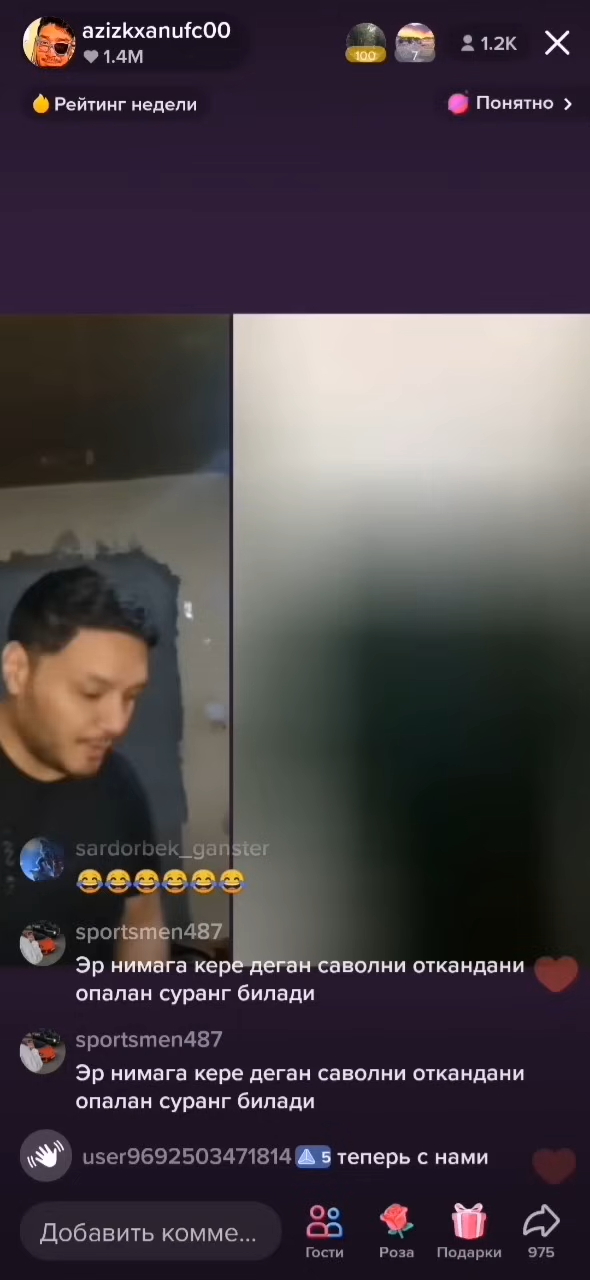 azizkxanufc00
1.4M
100
7
1.2K
Рейтинг недели
Понятно
sardorbek_ganster
😂😂😂😂😂😂
sportsmen487
Эр нимага кере деган саволни откандани
опалан суранг билади
sportsmen487
Эр нимага кере деган саволни откандани
опалан суранг билади
user9692503471814 5 теперь с нами
Добавить комме...
Гости
Роза
Подарки
975